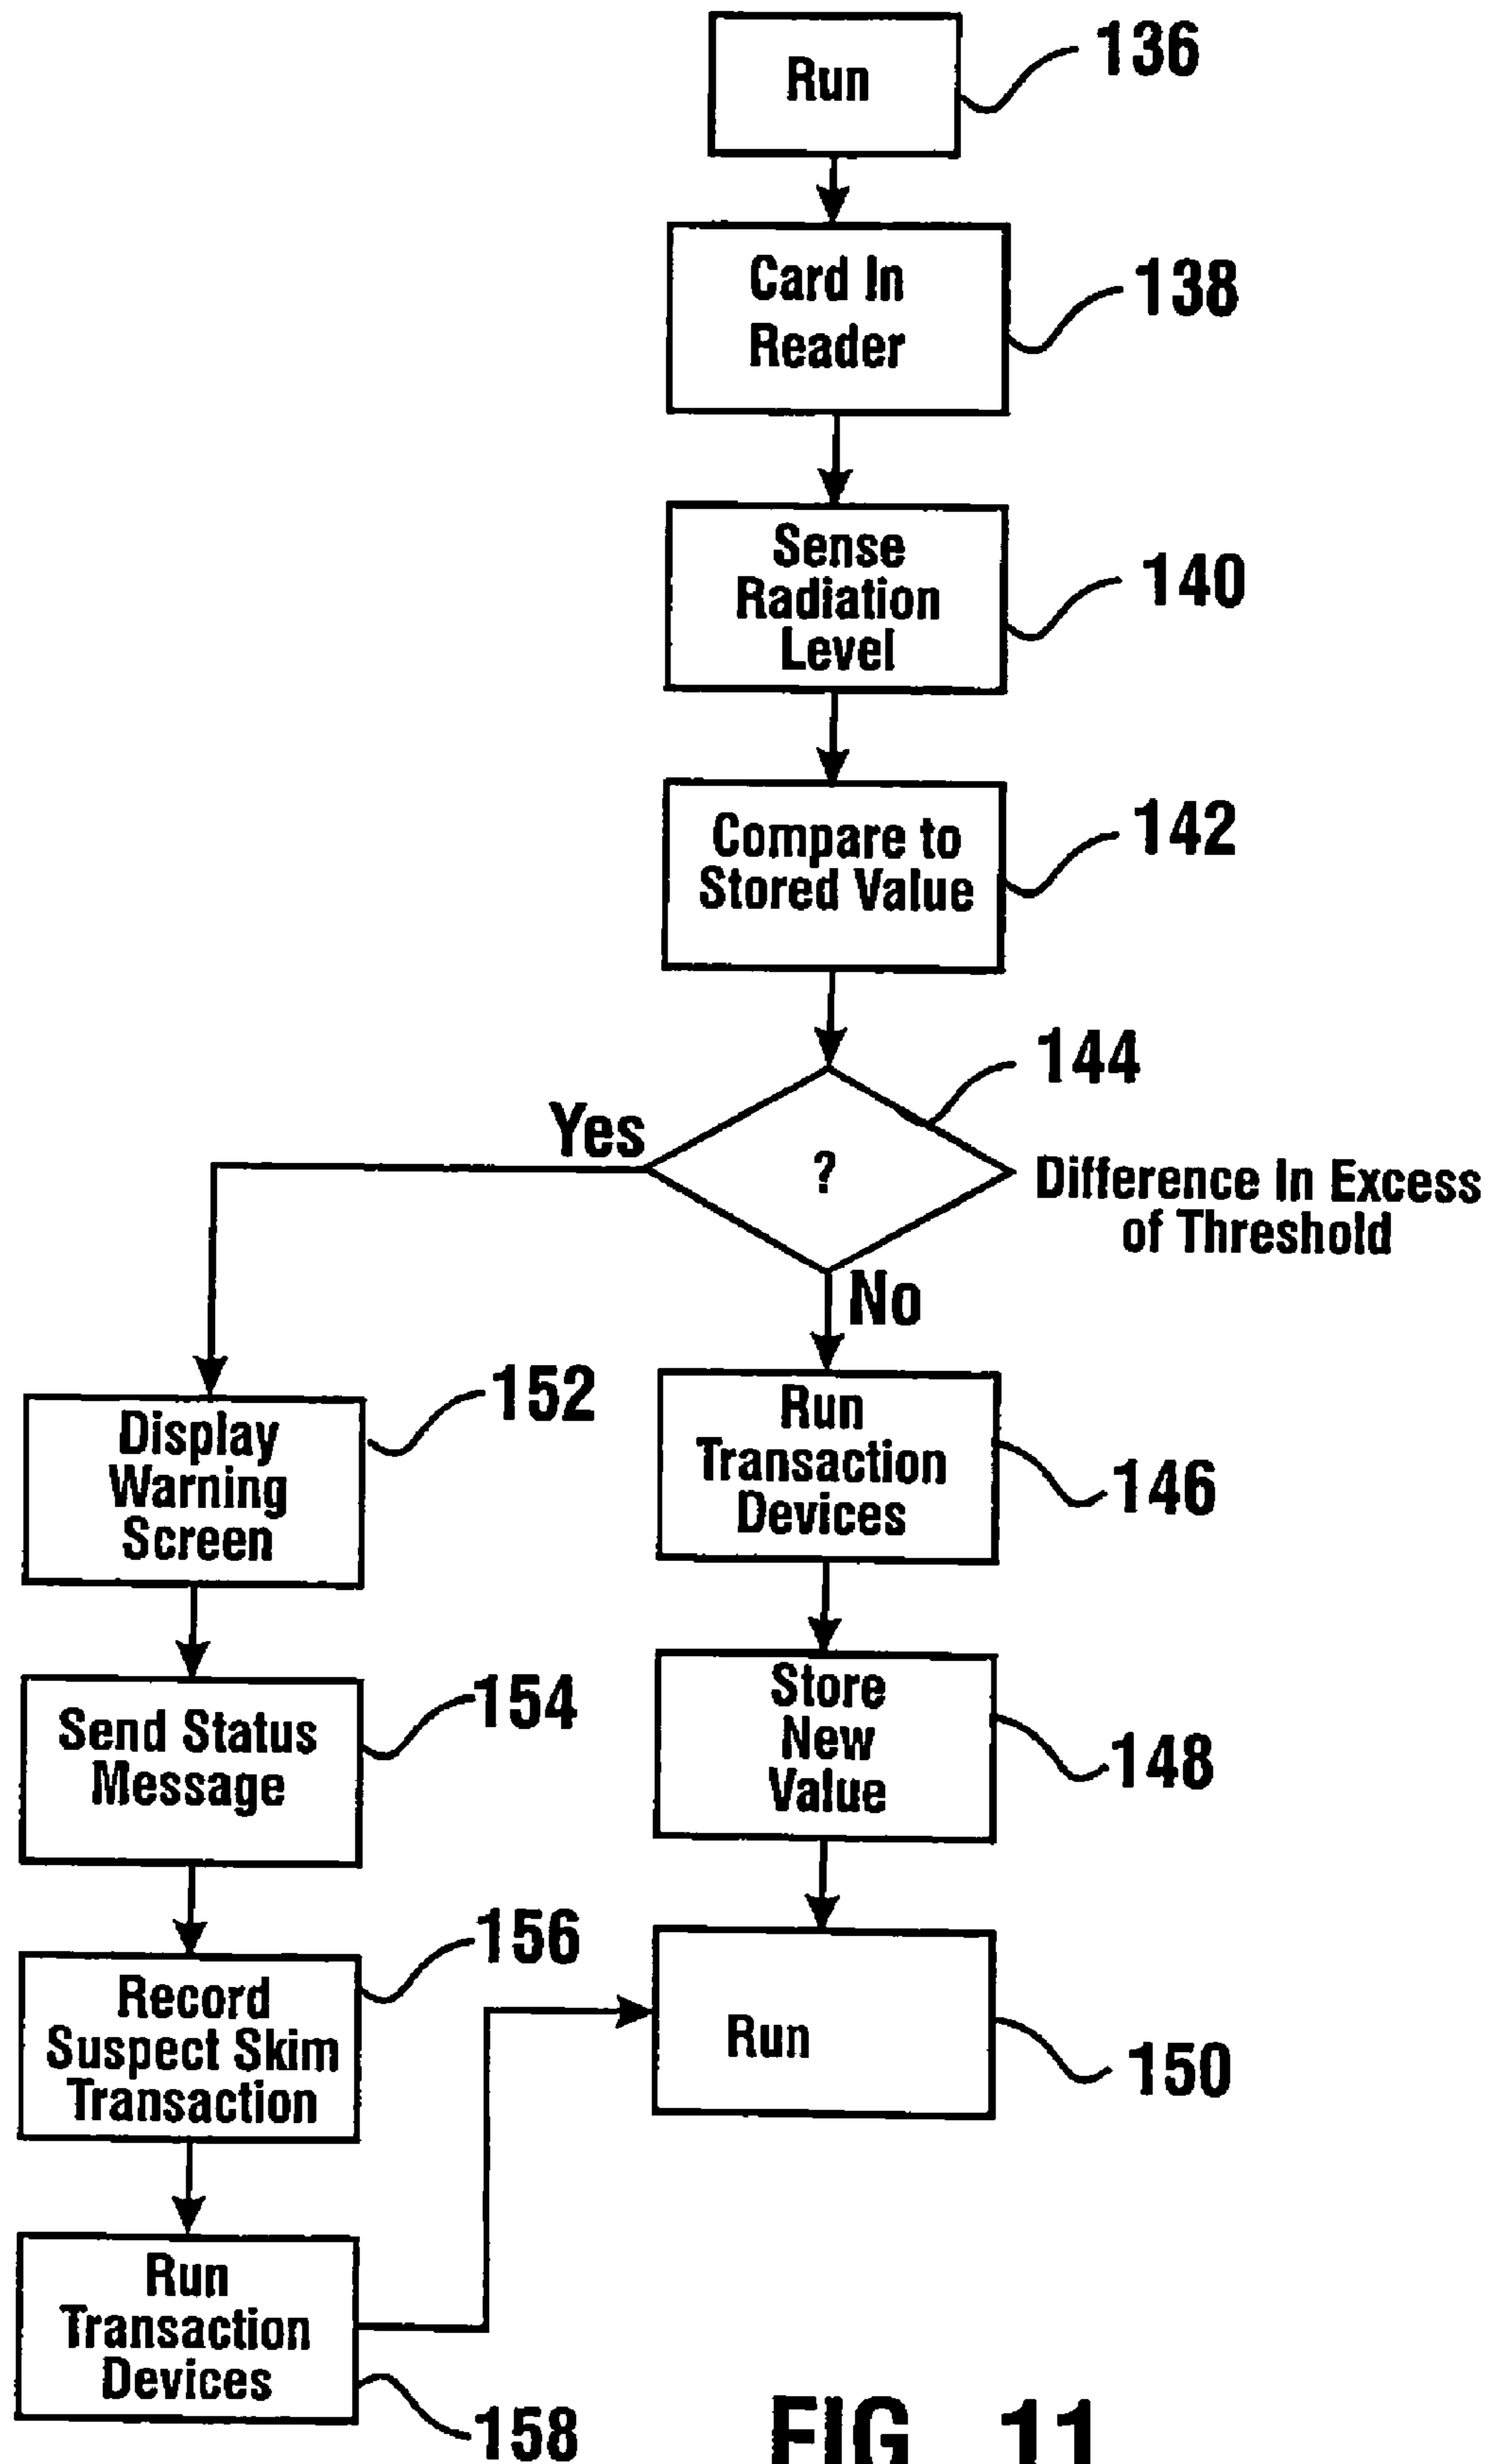 Run
136
Card In
Reader
138
Sense
Radiation
Level
140
Compare to
Stored Value
142
144
Yes
?
Difference In Excess
of Threshold
No
152
Display
Warning
Screen
Run
Transaction
Devices
146
154
Send Status
Message
Store
New
Value
148
156
Record
Suspect Skim
Transaction
Run
150
Run
Transaction
Devices
158
FIG 11